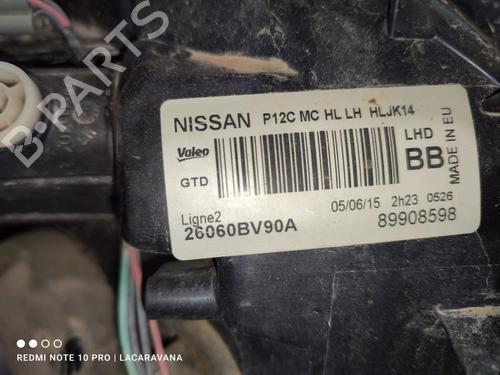 NISSAN P12C MC HL LH HLJK14
Valeo
LHD
GTD
BB
MADE IN EU
Ligne2
05/06/15 2h23 0526
26060BV90A
89908598
B-PARTS
REDMI NOTE 10 PRO | LACARAVANA